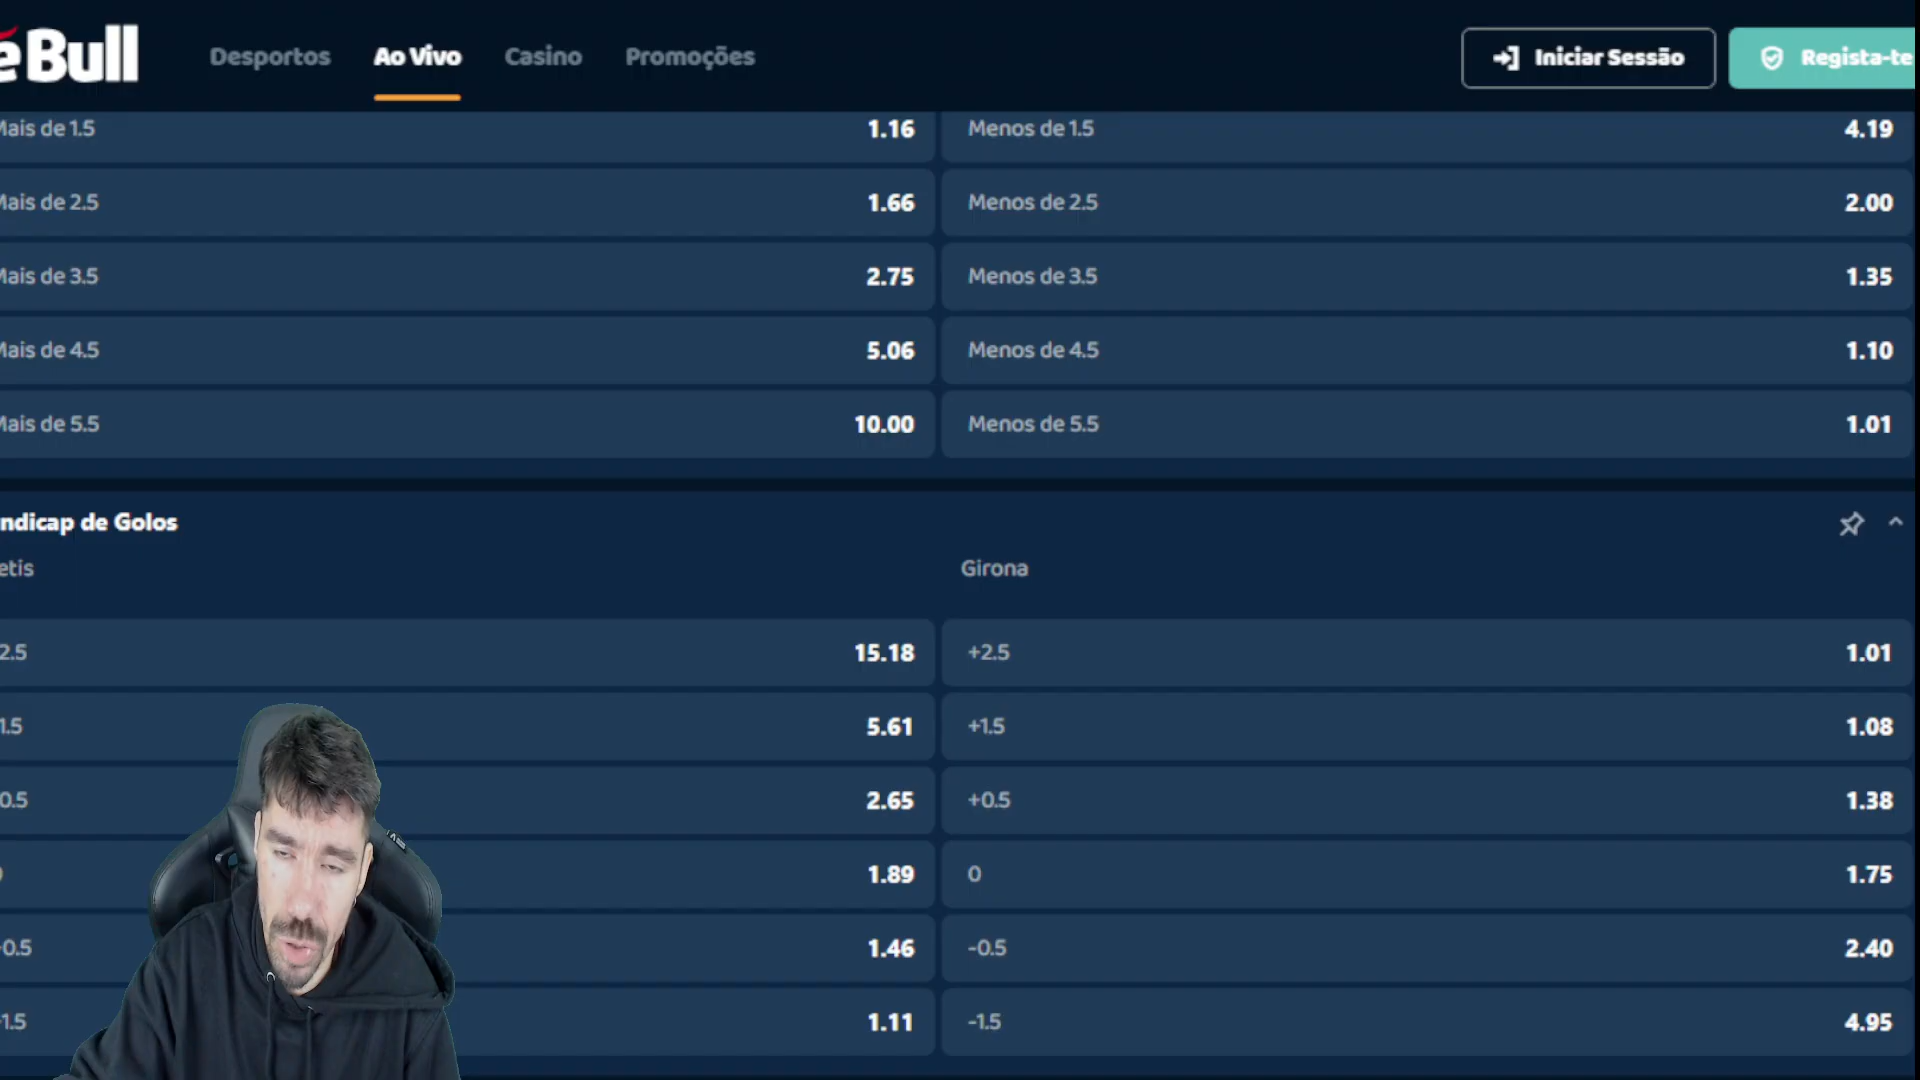 Bull
Desportos Ao Vivo Casino Promoções
Iniciar Sessão Regista-te
Mais de 1.5 1.16 Menos de 1.5 4.19
Mais de 2.5 1.66 Menos de 2.5 2.00
Mais de 3.5 2.75 Menos de 3.5 1.35
Mais de 4.5 5.06 Menos de 4.5 1.10
Mais de 5.5 10.00 Menos de 5.5 1.01
ndicap de Golos
etis Girona
2.5 15.18 +2.5 1.01
1.5 5.61 +1.5 1.08
0.5 2.65 +0.5 1.38
1.89 0 1.75
+0.5 1.46 -0.5 2.40
1.5 1.11 -1.5 4.95